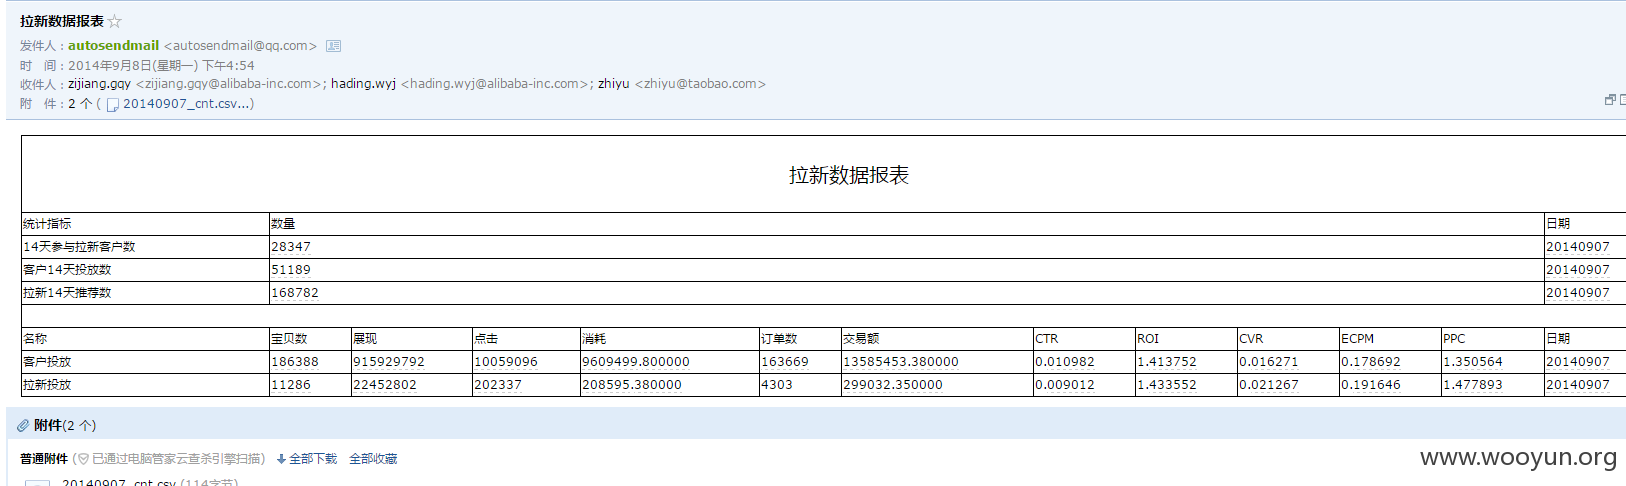 拉新数据报表☆
发件人：autosendmail <autosendmail@qq.com>
时 间：2014年9月8日(星期一) 下午4:54
收件人：zijiang.gqy <zijiang.gqy@alibaba-inc.com>; hading.wyj <hading.wyj@alibaba-inc.com>; zhiyu <zhiyu@taobao.com>
附 件：2 个 ( 20140907_cnt.csv...)
拉新数据报表
统计指标 数量 日期
14天参与拉新客户数 28347 20140907
客户14天投放数 51189 20140907
拉新14天推荐数 168782 20140907
名称 宝贝数 展现 点击 消耗 订单数 交易额 CTR ROI CVR ECPM PPC 日期
客户投放 186388 915929792 10059096 9609499.800000 163669 13585453.380000 0.010982 1.413752 0.016271 0.178692 1.350564 20140907
拉新投放 11286 22452802 202337 208595.380000 4303 299032.350000 0.009012 1.433552 0.021267 0.191646 1.477893 20140907
附件(2 个)
普通附件 (已通过电脑管家云查杀引擎扫描) 全部下载 全部收藏
20140907_cnt.csv (114字节)
www.wooyun.org